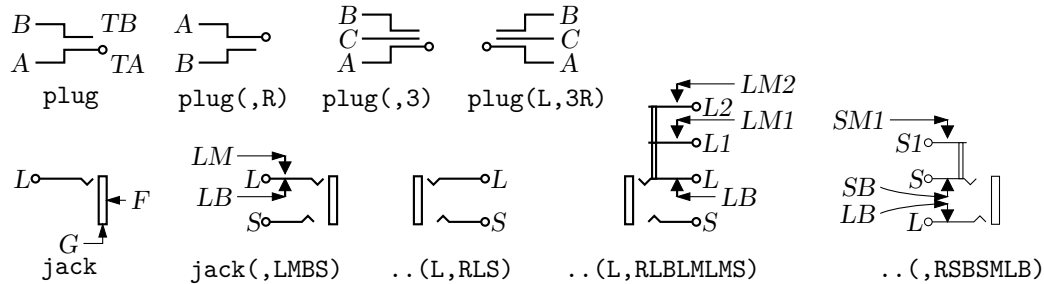 B TB A B C A B C A
A TA B
plug plug(,R) plug(,3) plug(L,3R)
LM2
L2
LM1
L1
SM1
S1
L F G
jack
LM L LB S
jack(,LMBS)
L S
..(L,RLS)
L LB S
..(L,RLBLMLMS)
S SB LB L
..(,RSBSMLB)